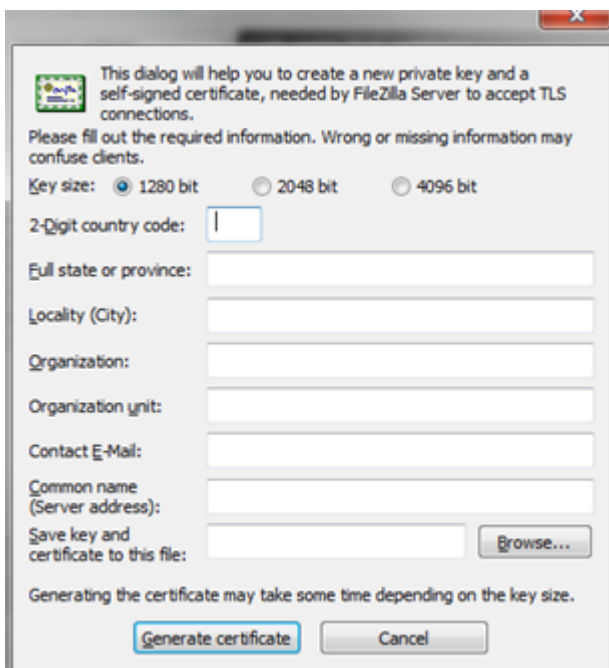 This dialog will help you to create a new private key and a
self-signed certificate, needed by FileZilla Server to accept TLS
connections.
Please fill out the required information. Wrong or missing information may
confuse clients.
Key size: 1280 bit 2048 bit 4096 bit
2-Digit country code:
Full state or province:
Locality (City):
Organization:
Organization unit:
Contact E-Mail:
Common name
(Server address):
Save key and
certificate to this file:
Browse...
Generating the certificate may take some time depending on the key size.
Generate certificate Cancel